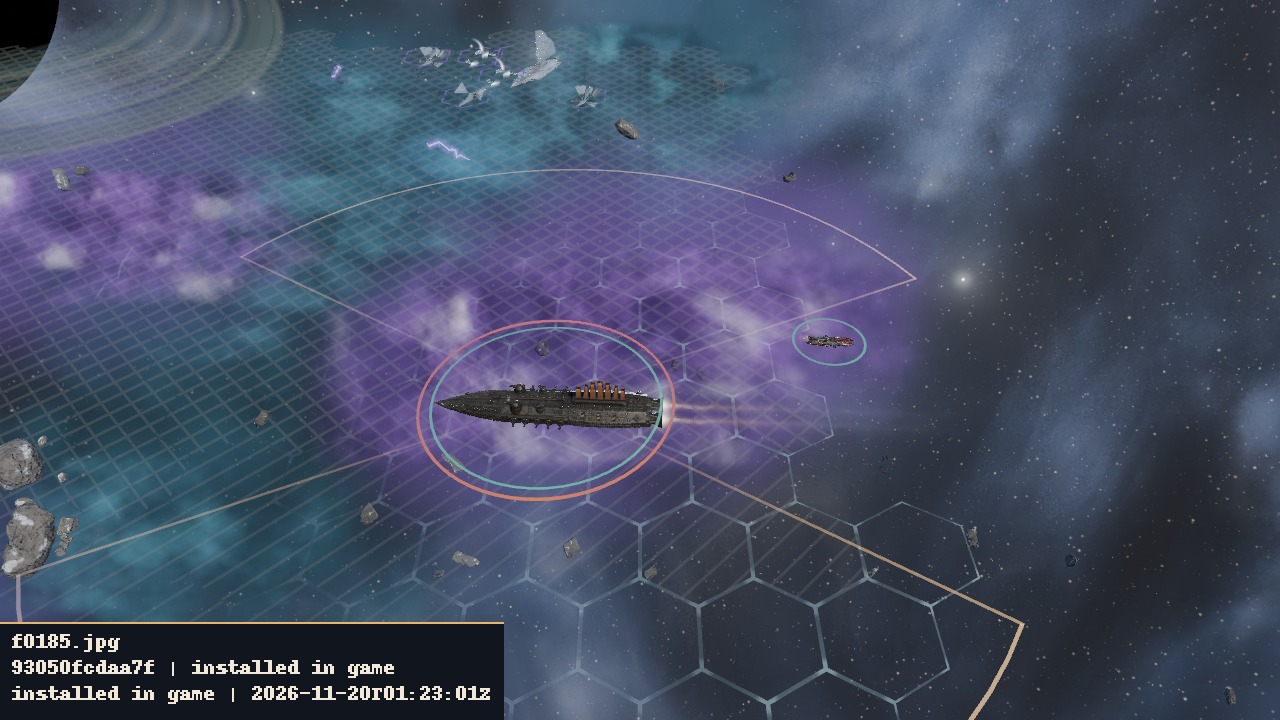 f0185.jpg
93050fcdaa7f | installed in game
installed in game | 2026-11-20T01:23:01Z